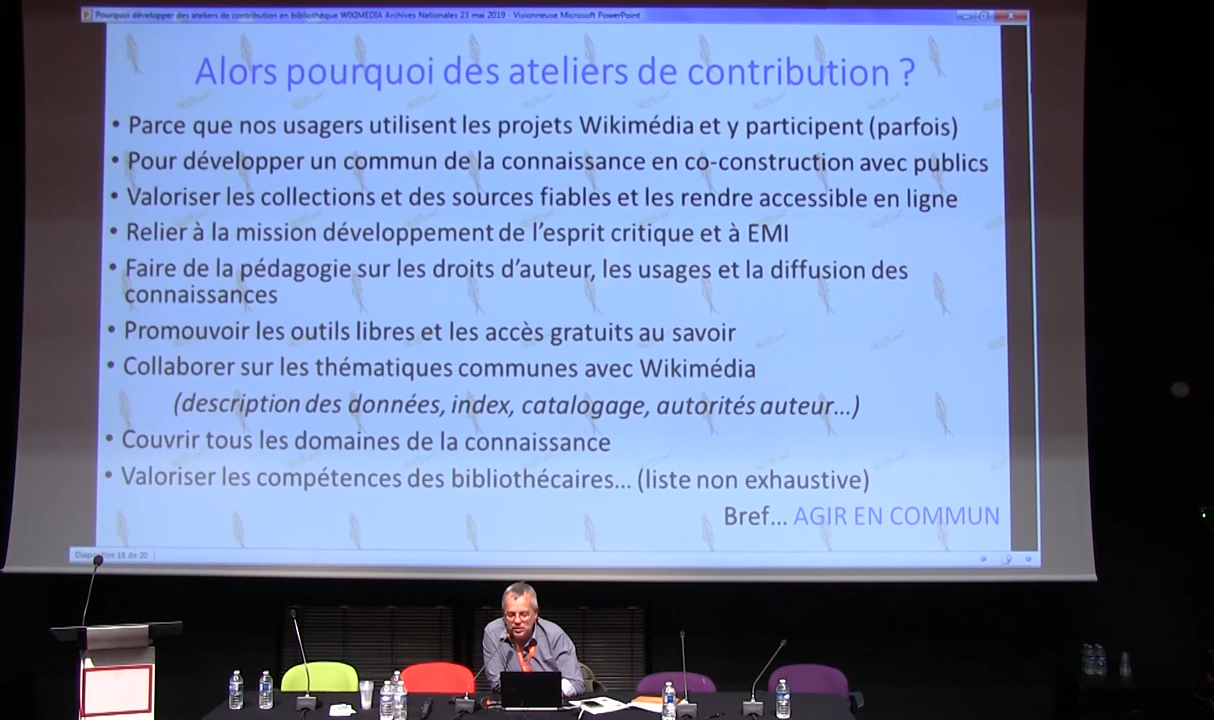 Pourquoi développer des ateliers de contribution en bibliothèque WIKIMEDIA Archives Nationales 23 mai 2019 - Visionneuse Microsoft PowerPoint
Alors pourquoi des ateliers de contribution ?
• Parce que nos usagers utilisent les projets Wikimédia et y participent (parfois)
• Pour développer un commun de la connaissance en co-construction avec publics
• Valoriser les collections et des sources fiables et les rendre accessible en ligne
• Relier à la mission développement de l'esprit critique et à EMI
• Faire de la pédagogie sur les droits d'auteur, les usages et la diffusion des
connaissances
• Promouvoir les outils libres et les accès gratuits au savoir
• Collaborer sur les thématiques communes avec Wikimédia
(description des données, index, catalogage, autorités auteur...)
• Couvrir tous les domaines de la connaissance
• Valoriser les compétences des bibliothécaires... (liste non exhaustive)
Bref... AGIR EN COMMUN
Diapositive 18 de 20